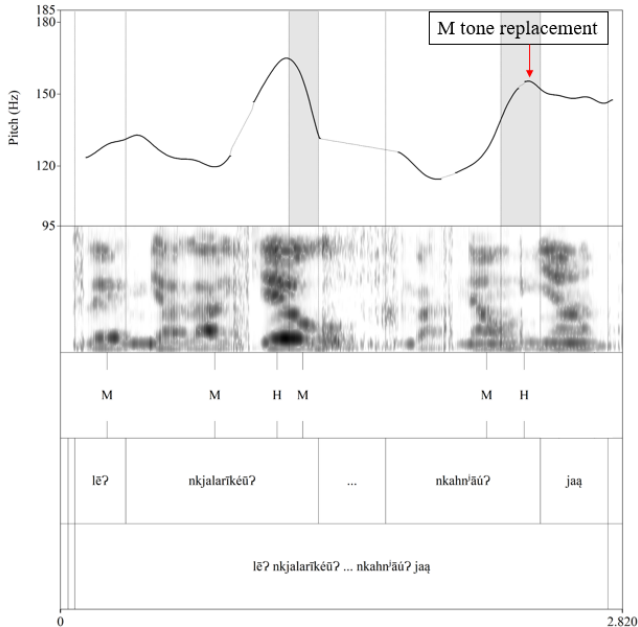 185
180
M tone replacement
150
Pitch (Hz)
120
95
M M H M M H
lēʔ nkjalarīkéūʔ ... nkahnʲāúʔ jaą
lēʔ nkjalarīkéūʔ ... nkahnʲāúʔ jaą
0 2.820